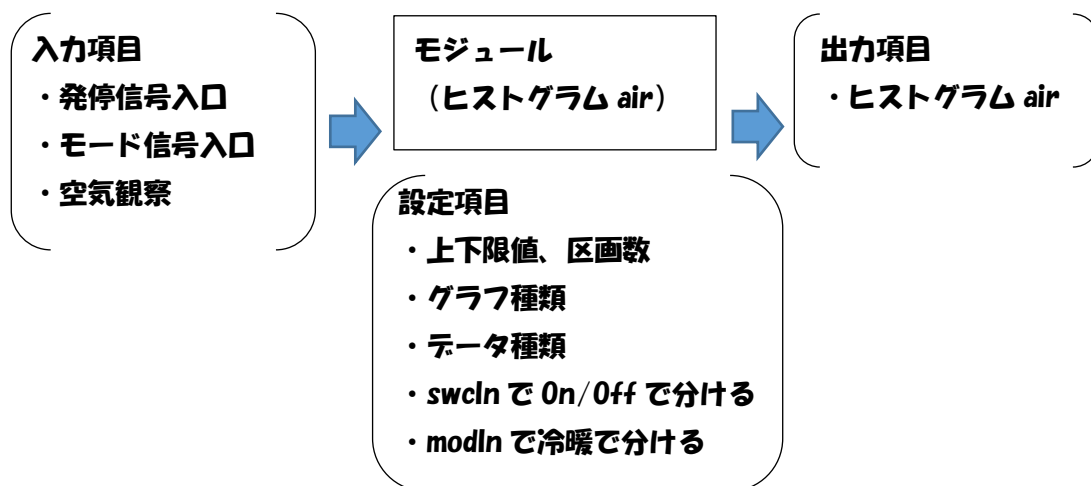 入力項目
・発停信号入口
・モード信号入口
・空気観察
モジュール
（ヒストグラム air）
出力項目
・ヒストグラム air
設定項目
・上下限値、区画数
・グラフ種類
・データ種類
・swcIn で On/Off で分ける
・modIn で冷暖で分ける